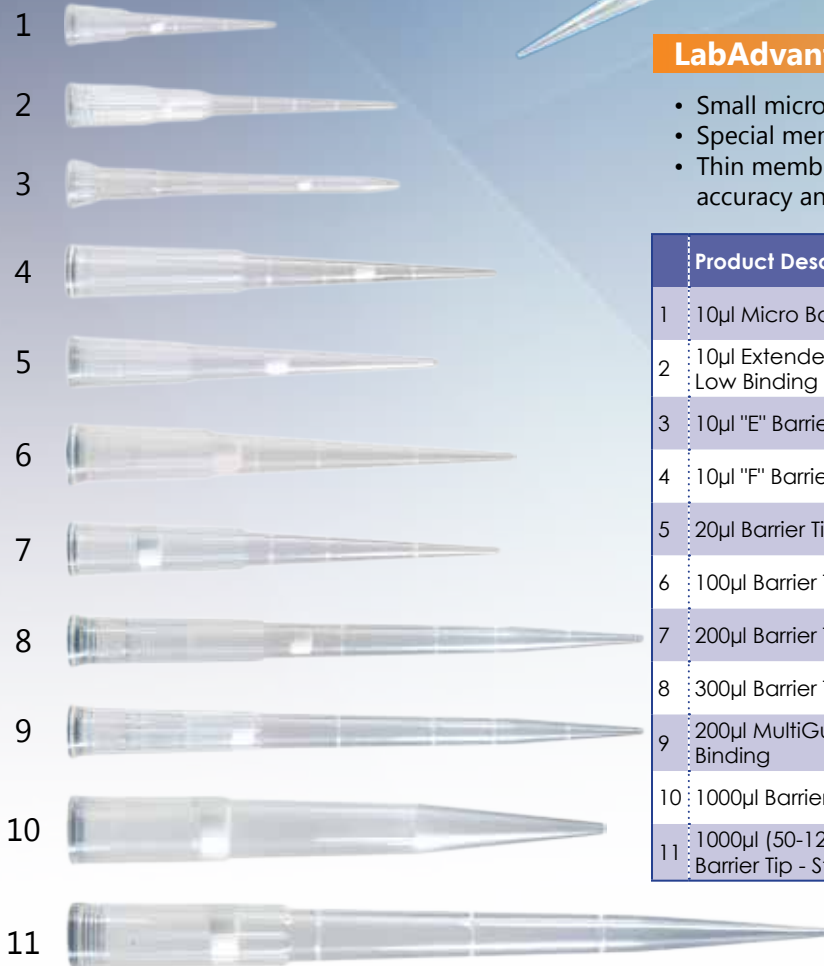 1
2
3
4
5
6
7
8
9
10
11
LabAdvan
• Small micro
• Special mem
• Thin memb
accuracy an
Product Desc
1 10µl Micro Ba
2 10µl Extende
Low Binding
3 10µl "E" Barrie
4 10µl "F" Barrie
5 20µl Barrier Ti
6 100µl Barrier
7 200µl Barrier
8 300µl Barrier
9 200µl MultiGu
Binding
10 1000µl Barrier
11 1000µl (50-12
Barrier Tip - S